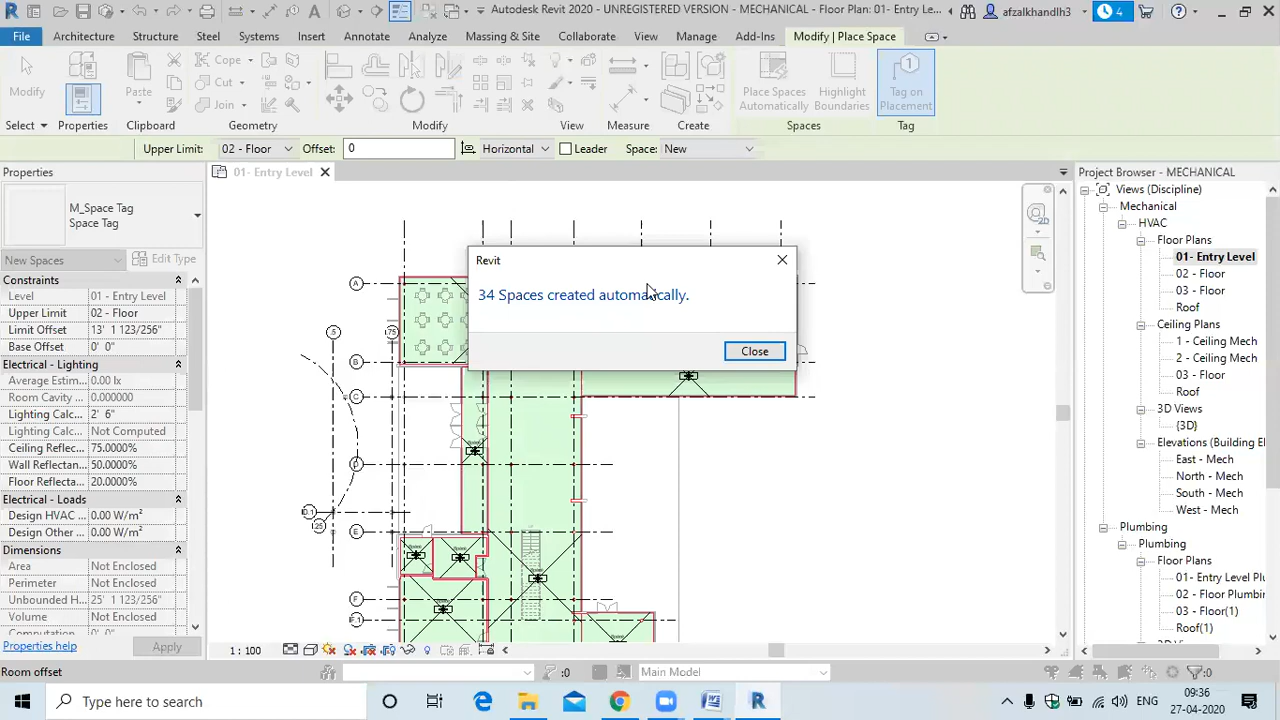 Autodesk Revit 2020 - UNREGISTERED VERSION - MECHANICAL - Floor Plan: 01- Entry Le...
afzalkhandlh3
4
File Architecture Structure Steel Systems Insert Annotate Analyze Massing & Site Collaborate View Manage Add-Ins Modify | Place Space
Modify
Paste
Cope
Cut
Join
Place Spaces Automatically
Highlight Boundaries
Tag on Placement
1
Select Properties Clipboard Geometry Modify View Measure Create Spaces Tag
Upper Limit: 02 - Floor Offset: 0 Horizontal Leader Space: New
Properties
M_Space Tag
Space Tag
New Spaces Edit Type
Constraints
Level 01 - Entry Level
Upper Limit 02 - Floor
Limit Offset 13' 1 123/256"
Base Offset 0' 0"
Electrical - Lighting
Average Estim... 0.00 lx
Room Cavity ... 0.000000
Lighting Calc... 2' 6"
Lighting Calc... Not Computed
Ceiling Reflec... 75.0000%
Wall Reflectan... 50.0000%
Floor Reflecta... 20.0000%
Electrical - Loads
Design HVAC ... 0.00 W/m²
Design Other ... 0.00 W/m²
Dimensions
Area Not Enclosed
Perimeter Not Enclosed
Unbounded H... 25' 1 123/256"
Volume Not Enclosed
Properties help Apply
Room offset
01- Entry Level
2D
A
.5
.75
B
C
D
0.1
.25
E
F
F.1
Revit
34 Spaces created automatically.
Close
1 : 100
:0
Main Model
:0
Project Browser - MECHANICAL
Views (Discipline)
Mechanical
HVAC
Floor Plans
01- Entry Level
02 - Floor
03 - Floor
Roof
Ceiling Plans
1 - Ceiling Mech
2 - Ceiling Mech
03 - Floor
Roof
3D Views
{3D}
Elevations (Building El
East - Mech
North - Mech
South - Mech
West - Mech
Plumbing
Plumbing
Floor Plans
01- Entry Level Plu
02 - Floor Plumbin
03 - Floor(1)
Roof(1)
Type here to search
ENG
09:36
27-04-2020